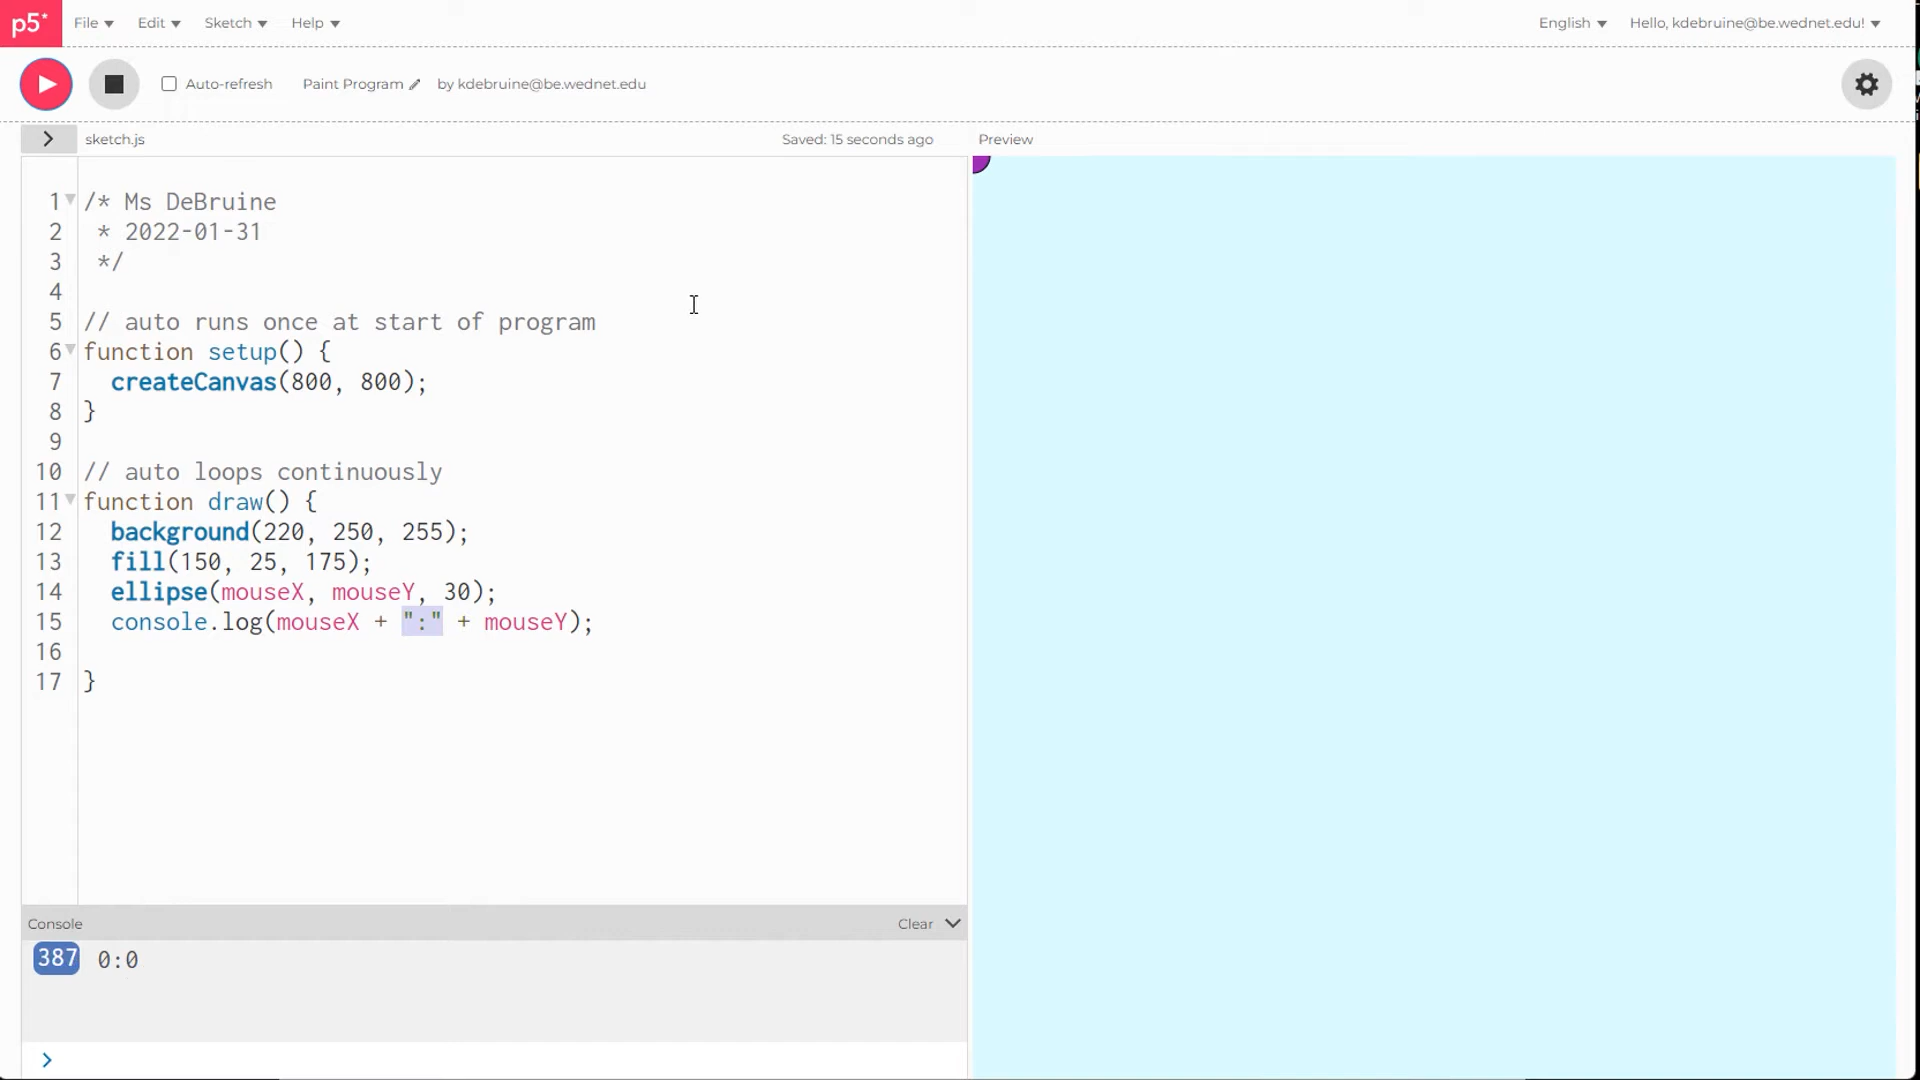 p5* File Edit Sketch Help English Hello, kdebruine@be.wednet.edu!
Auto-refresh Paint Program by kdebruine@be.wednet.edu
sketch.js Saved: 15 seconds ago Preview
1 /* Ms DeBruine
2  * 2022-01-31
3  */
4
5 // auto runs once at start of program
6 function setup() {
7   createCanvas(800, 800);
8 }
9
10 // auto loops continuously
11 function draw() {
12   background(220, 250, 255);
13   fill(150, 25, 175);
14   ellipse(mouseX, mouseY, 30);
15   console.log(mouseX + ":" + mouseY);
16
17 }
Console Clear
387 0:0